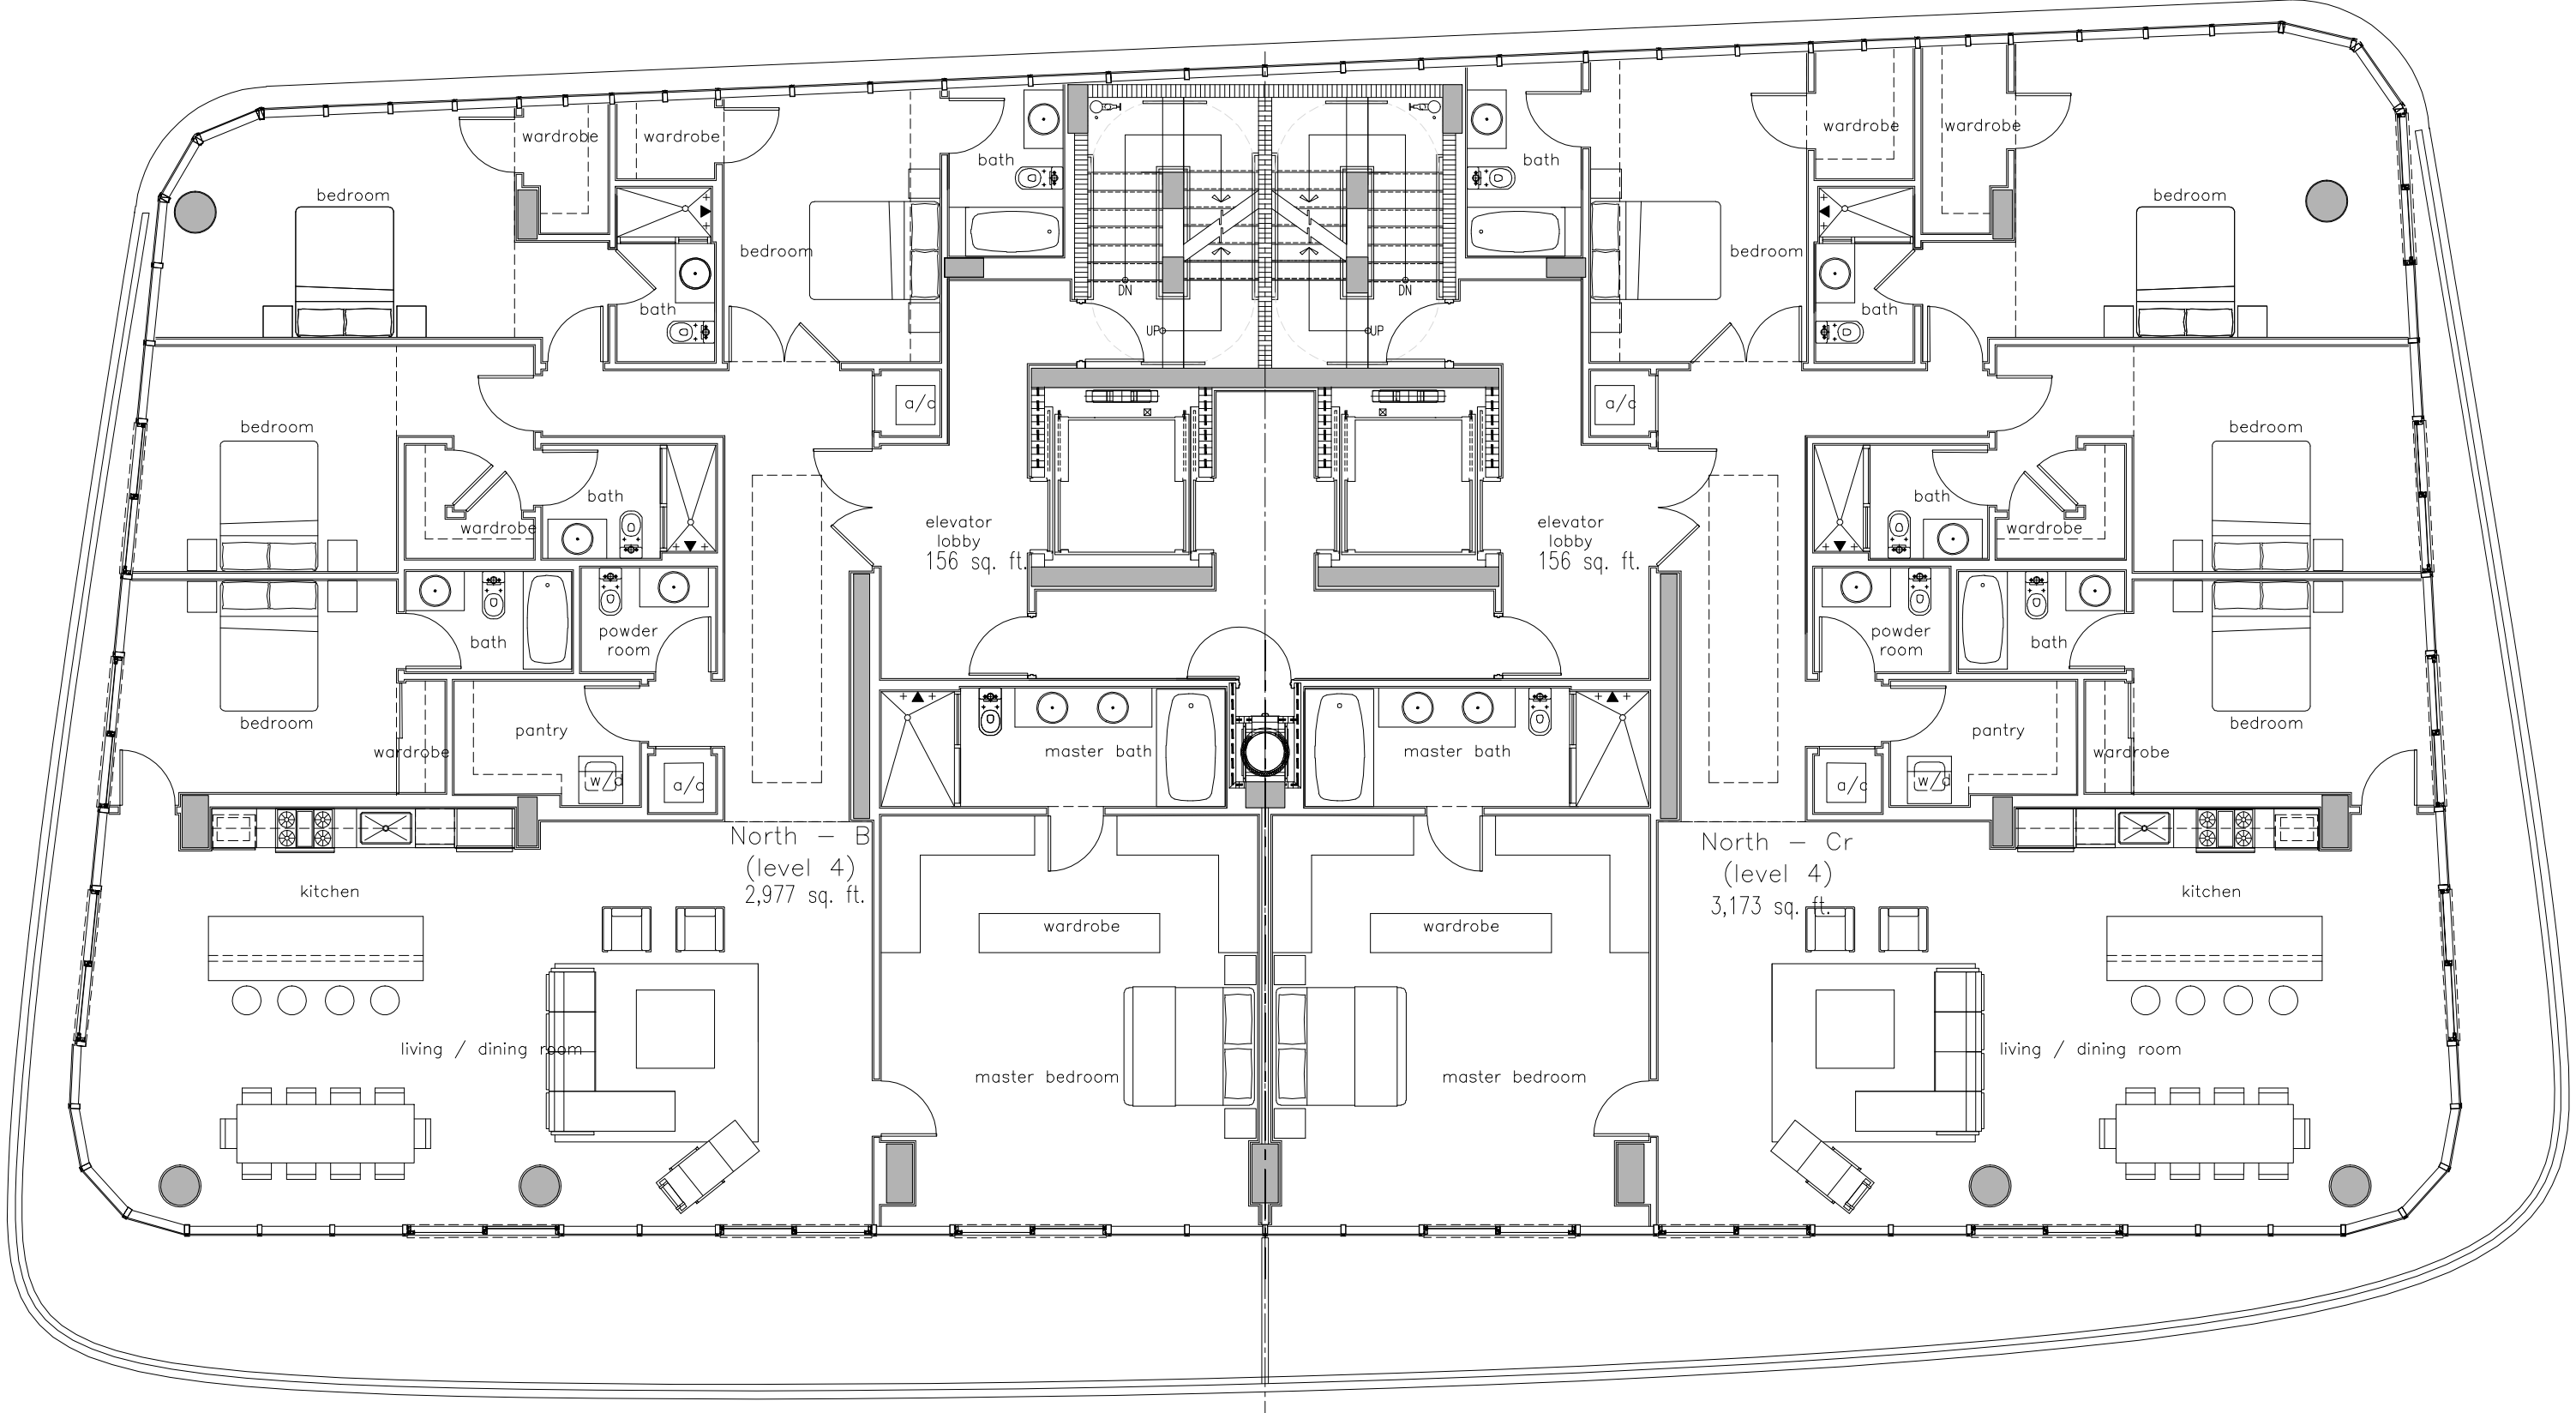 wardrobe
wardrobe
wardrobe
wardrobe
bath
bath
bedroom
bedroom
bedroom
bedroom
DN
DN
bath
bath
UP
UP
a/c
a/c
bedroom
bedroom
bath
bath
wardrobe
wardrobe
elevator
lobby
156 sq. ft.
elevator
lobby
156 sq. ft.
powder
room
bath
powder
room
bath
bedroom
bedroom
pantry
pantry
wardrobe
wardrobe
master bath
master bath
w/d
a/c
a/c
w/d
North - B
(level 4)
2,977 sq. ft.
North - Cr
(level 4)
3,173 sq. ft.
kitchen
kitchen
wardrobe
wardrobe
living / dining room
living / dining room
master bedroom
master bedroom